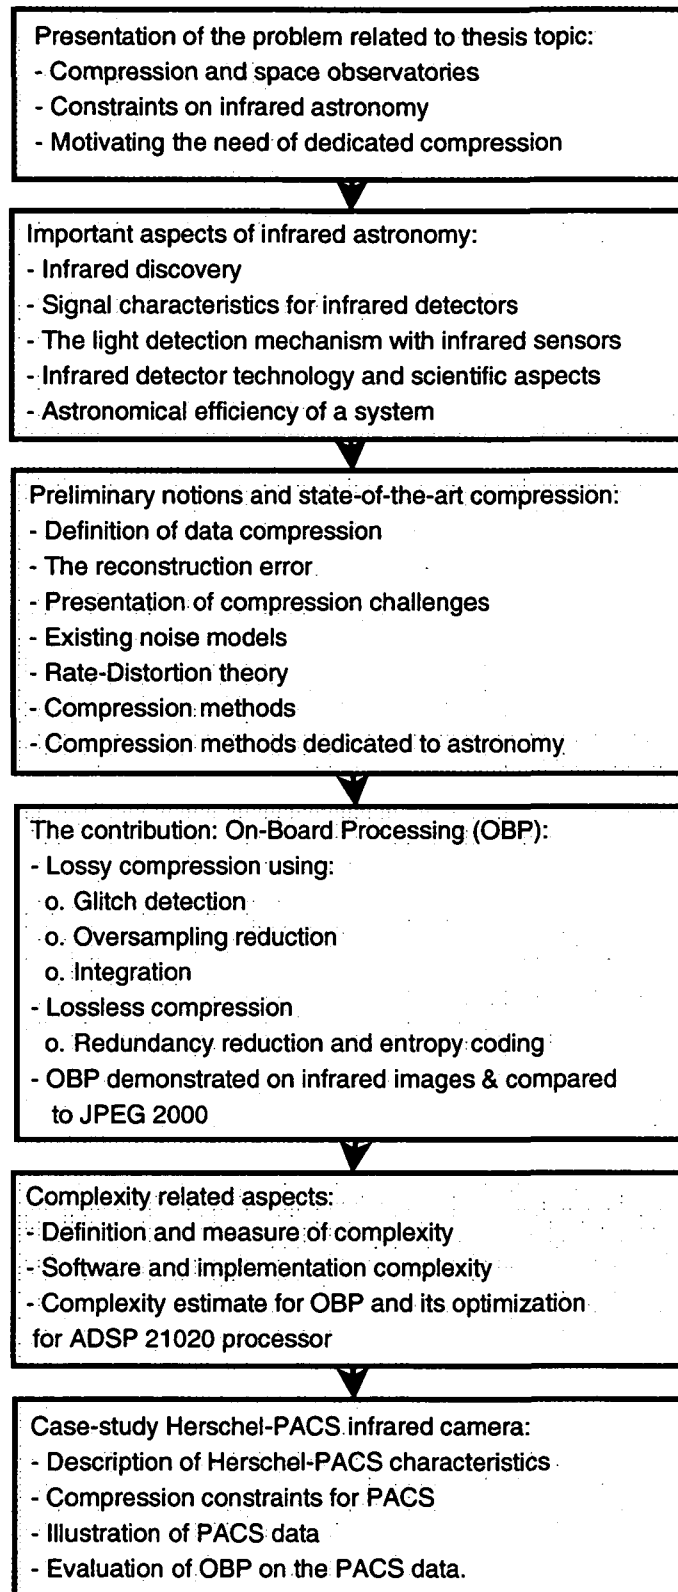 Presentation of the problem related to thesis topic:
- Compression and space observatories
- Constraints on infrared astronomy
- Motivating the need of dedicated compression
Important aspects of infrared astronomy:
- Infrared discovery
- Signal characteristics for infrared detectors
- The light detection mechanism with infrared sensors
- Infrared detector technology and scientific aspects
- Astronomical efficiency of a system
Preliminary notions and state-of-the-art compression:
- Definition of data compression
- The reconstruction error
- Presentation of compression challenges
- Existing noise models
- Rate-Distortion theory
- Compression methods
- Compression methods dedicated to astronomy
The contribution: On-Board Processing (OBP):
- Lossy compression using:
o. Glitch detection
o. Oversampling reduction
o. Integration
- Lossless compression
o. Redundancy reduction and entropy coding
- OBP demonstrated on infrared images & compared
to JPEG 2000
Complexity related aspects:
- Definition and measure of complexity
- Software and implementation complexity
- Complexity estimate for OBP and its optimization
for ADSP 21020 processor
Case-study Herschel-PACS infrared camera:
- Description of Herschel-PACS characteristics
- Compression constraints for PACS
- Illustration of PACS data
- Evaluation of OBP on the PACS data.